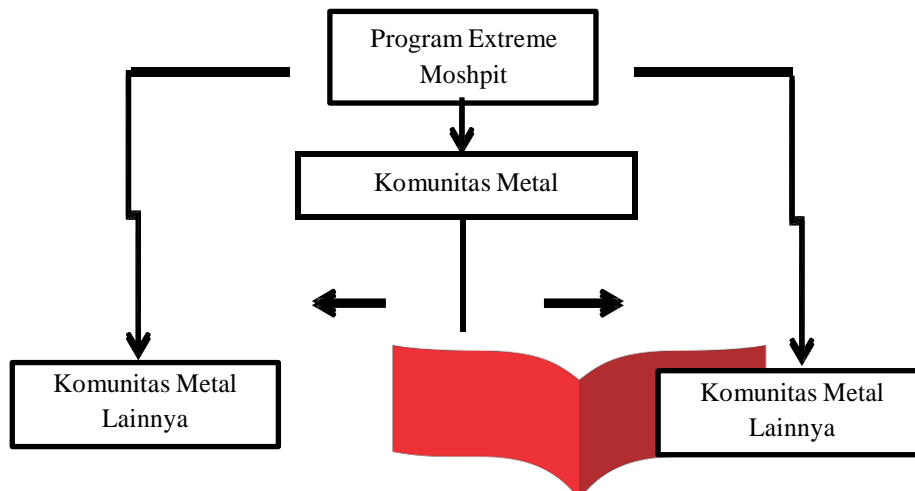 Program Extreme
Moshpit
Komunitas Metal
Komunitas Metal
Lainnya
Komunitas Metal
Lainnya